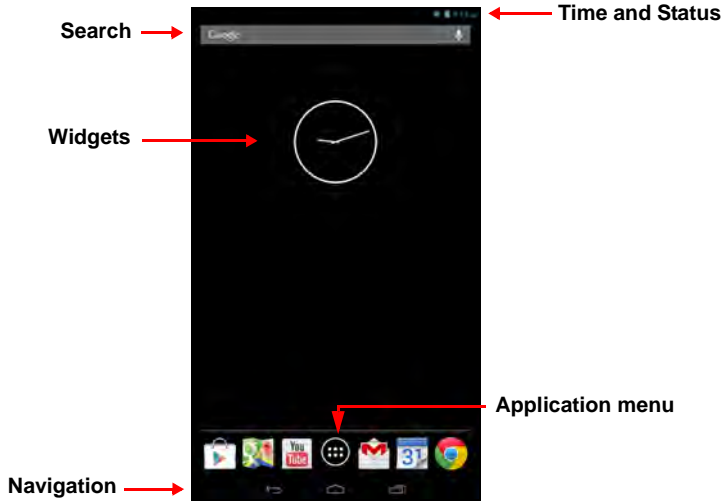 Time and Status
Search
Google
Widgets
Application menu
You
Tube
31
Navigation